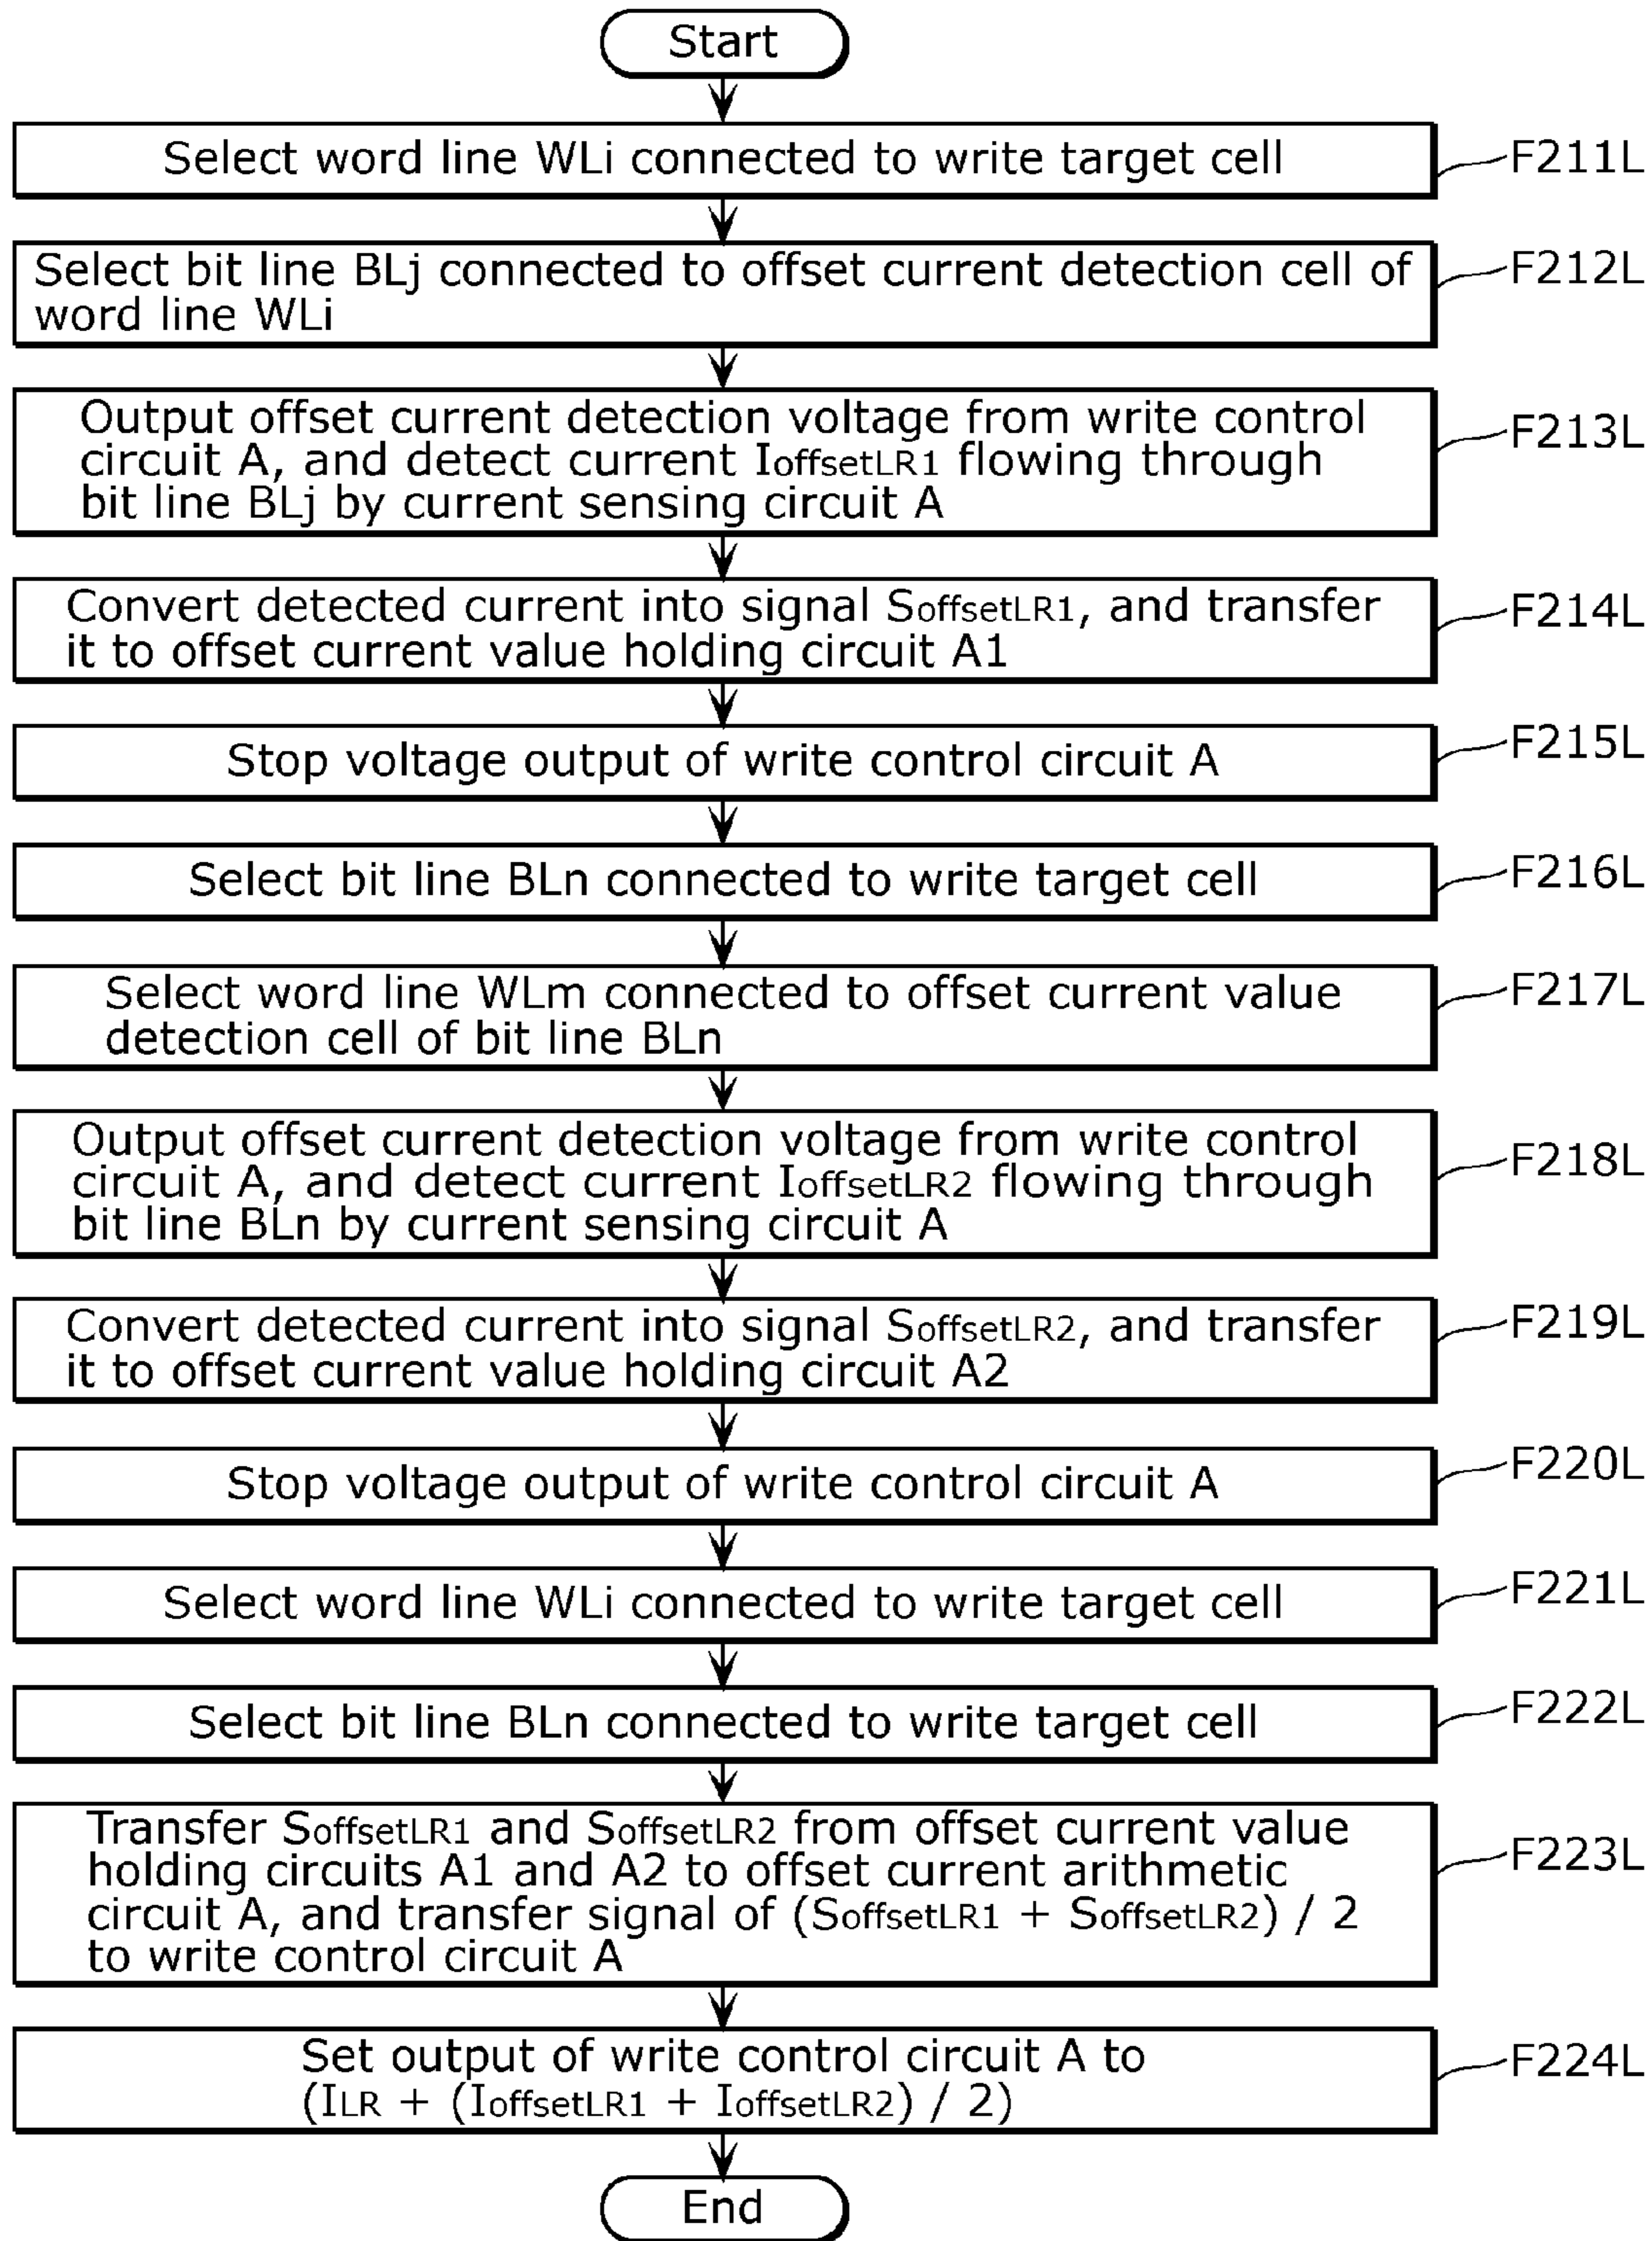 Start
Select word line WLi connected to write target cell
F211L
Select bit line BLj connected to offset current detection cell of
word line WLi
F212L
Output offset current detection voltage from write control
circuit A, and detect current IoffsetLR1 flowing through
bit line BLj by current sensing circuit A
F213L
Convert detected current into signal SoffsetLR1, and transfer
it to offset current value holding circuit A1
F214L
Stop voltage output of write control circuit A
F215L
Select bit line BLn connected to write target cell
F216L
Select word line WLm connected to offset current value
detection cell of bit line BLn
F217L
Output offset current detection voltage from write control
circuit A, and detect current IoffsetLR2 flowing through
bit line BLn by current sensing circuit A
F218L
Convert detected current into signal SoffsetLR2, and transfer
it to offset current value holding circuit A2
F219L
Stop voltage output of write control circuit A
F220L
Select word line WLi connected to write target cell
F221L
Select bit line BLn connected to write target cell
F222L
Transfer SoffsetLR1 and SoffsetLR2 from offset current value
holding circuits A1 and A2 to offset current arithmetic
circuit A, and transfer signal of (SoffsetLR1 + SoffsetLR2) / 2
to write control circuit A
F223L
Set output of write control circuit A to
(ILR + (IoffsetLR1 + IoffsetLR2) / 2)
F224L
End